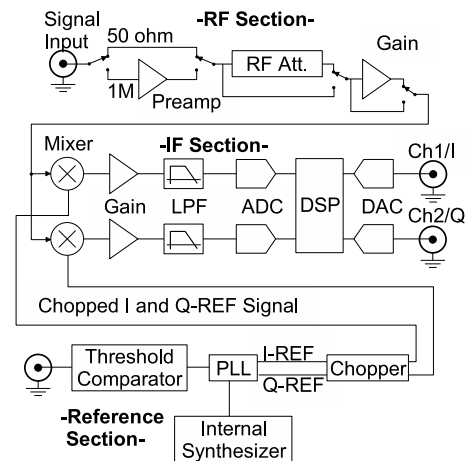 Signal
Input
50 ohm
-RF Section-
Gain
RF Att.
1M
Preamp
Mixer
-IF Section-
Ch1/I
Gain
LPF
ADC
DSP
DAC
Ch2/Q
Chopped I and Q-REF Signal
Threshold
Comparator
PLL
I-REF
Q-REF
Chopper
-Reference
Section-
Internal
Synthesizer